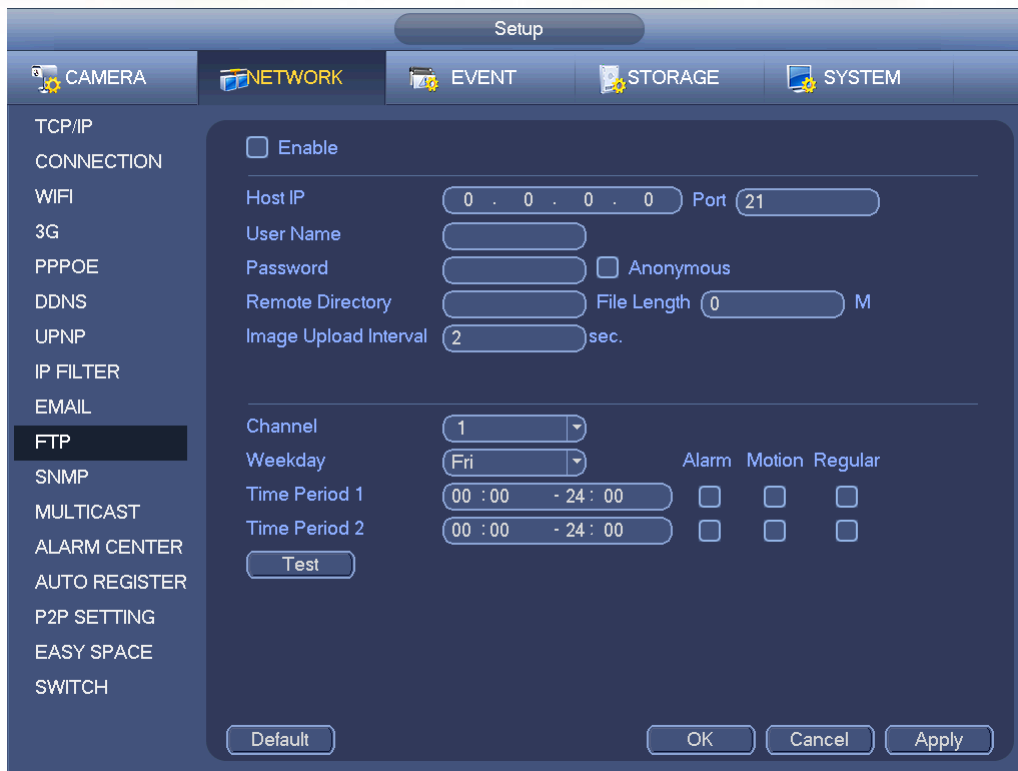 Setup
CAMERA NETWORK EVENT STORAGE SYSTEM
TCP/IP
CONNECTION
WIFI
3G
PPPOE
DDNS
UPNP
IP FILTER
EMAIL
FTP
SNMP
MULTICAST
ALARM CENTER
AUTO REGISTER
P2P SETTING
EASY SPACE
SWITCH
Enable
Host IP 0 . 0 . 0 . 0 Port 21
User Name
Password Anonymous
Remote Directory File Length 0 M
Image Upload Interval 2 sec.
Channel 1
Weekday Fri Alarm Motion Regular
Time Period 1 00 : 00 - 24 : 00
Time Period 2 00 : 00 - 24 : 00
Test
Default OK Cancel Apply